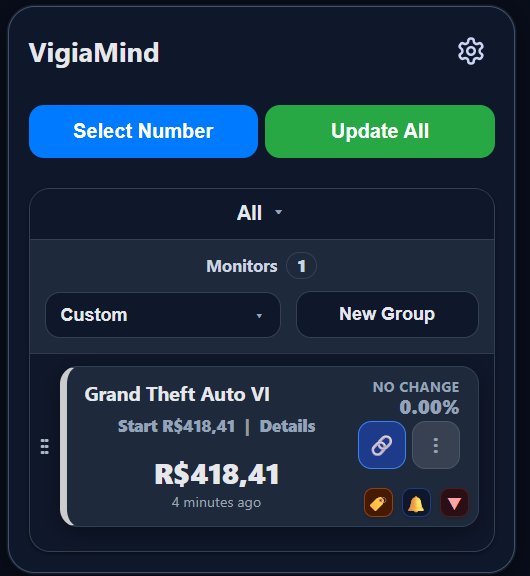 VigiaMind
Select Number
Update All
All
Monitors 1
Custom
New Group
Grand Theft Auto VI
NO CHANGE
0.00%
Start R$418,41 | Details
R$418,41
4 minutes ago